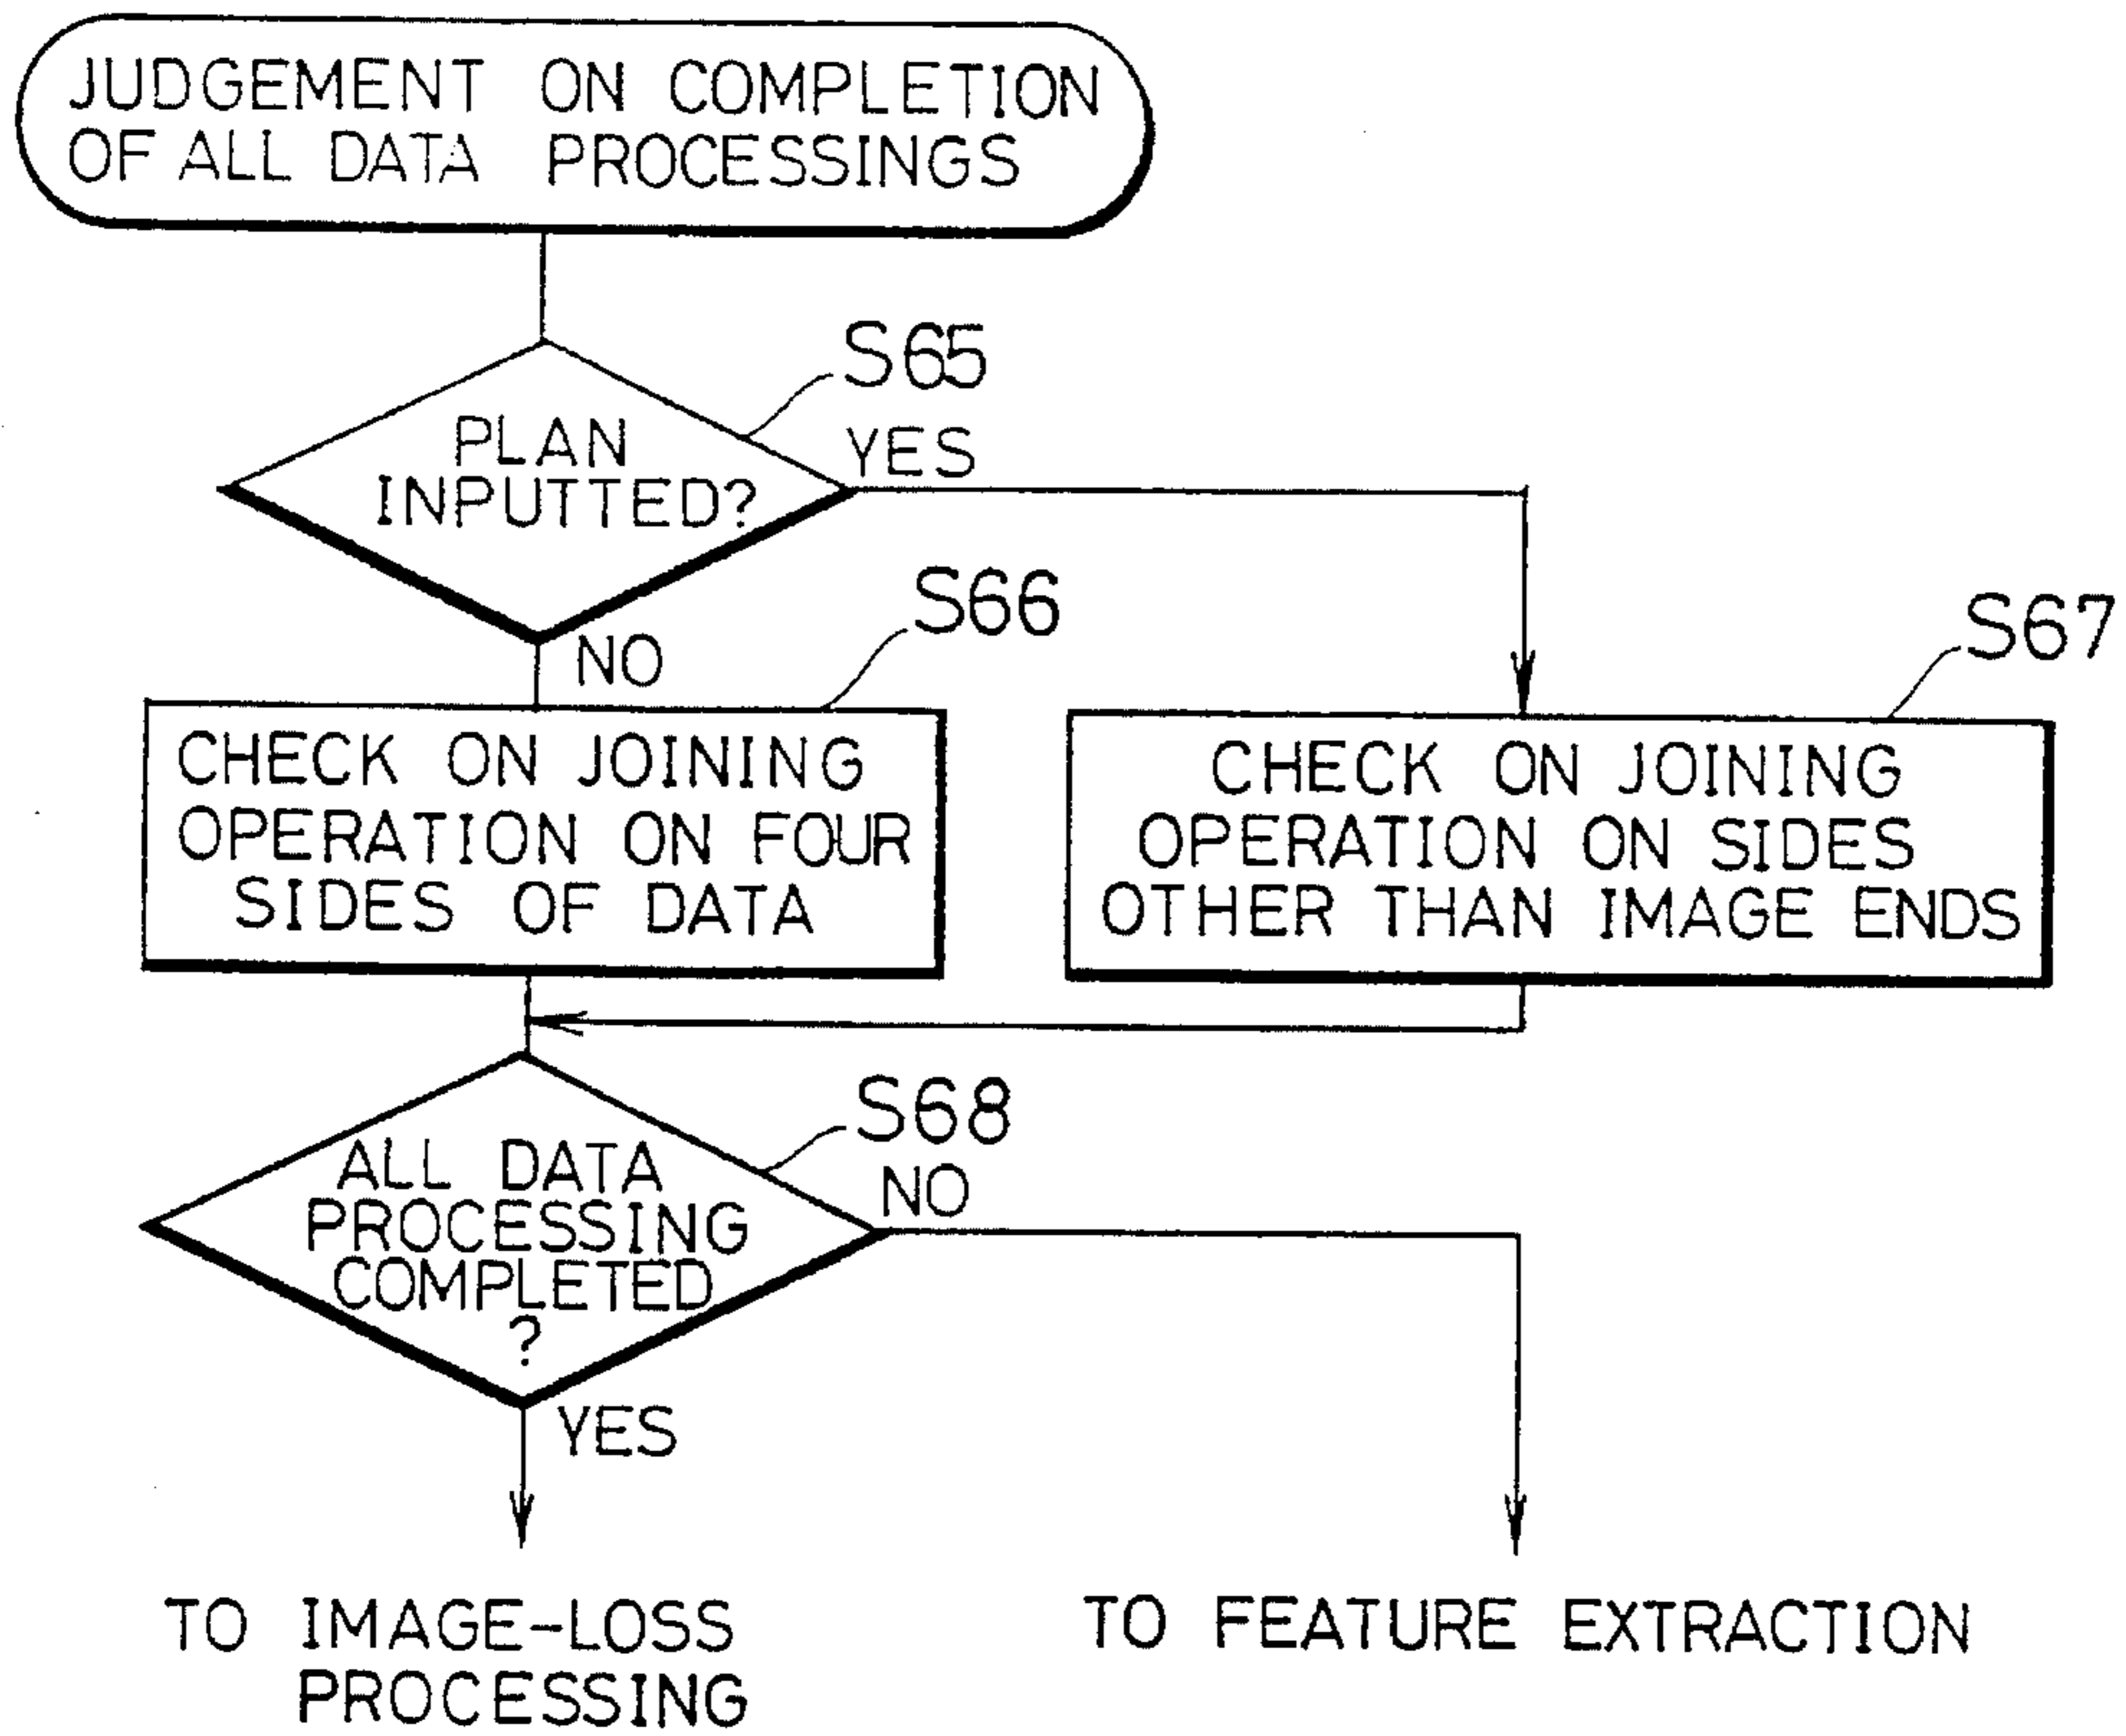 JUDGEMENT ON COMPLETION
OF ALL DATA PROCESSINGS
S65
PLAN
INPUTTED?
YES
NO
S66
S67
CHECK ON JOINING
OPERATION ON FOUR
SIDES OF DATA
CHECK ON JOINING
OPERATION ON SIDES
OTHER THAN IMAGE ENDS
S68
ALL DATA
PROCESSING
COMPLETED
?
NO
YES
TO IMAGE-LOSS
PROCESSING
TO FEATURE EXTRACTION